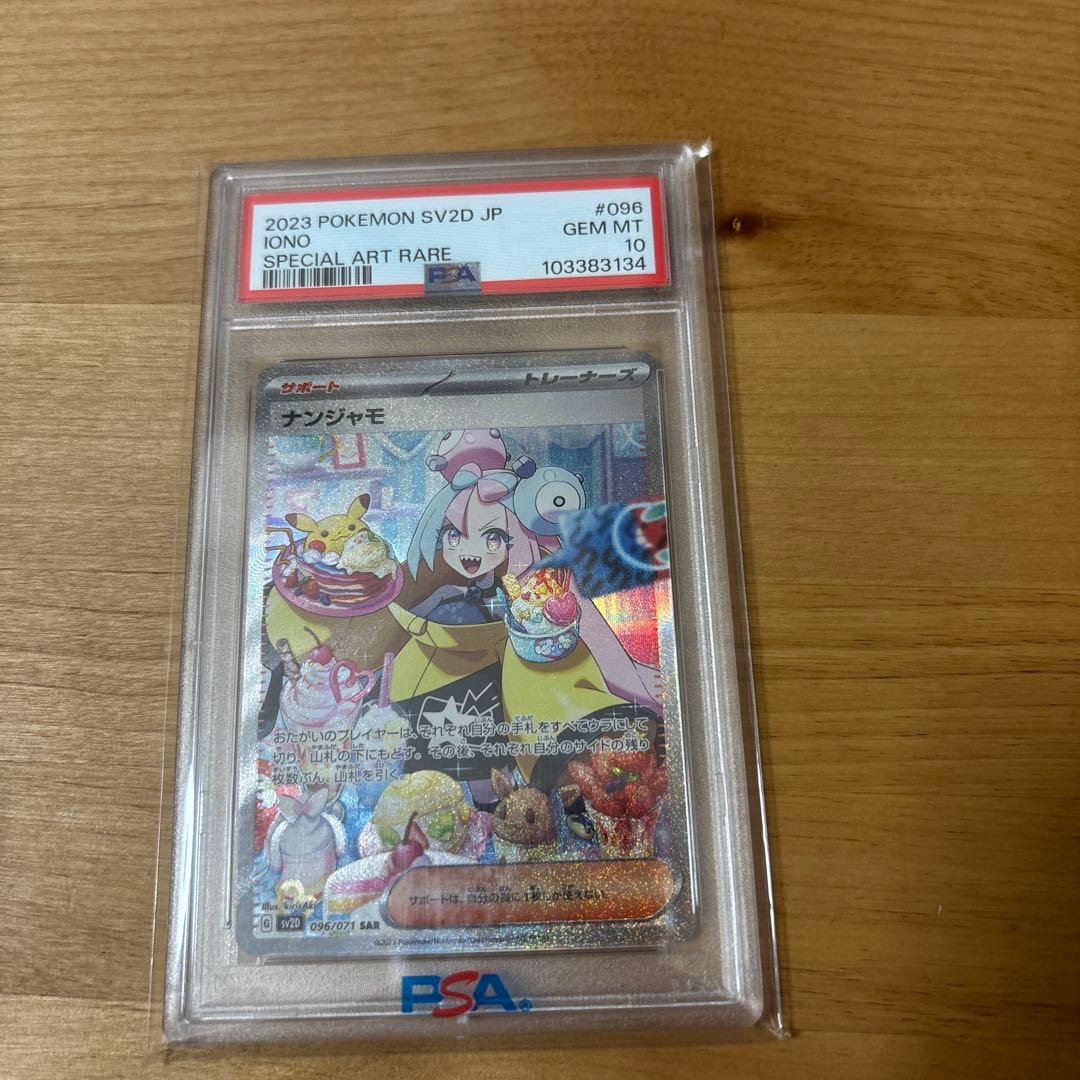 2023 POKEMON SV2D JP #096
IONO GEM MT
SPECIAL ART RARE 10
PSA 103383134
サポート トレーナーズ
ナンジャモ
おたがいのプレイヤーは、それぞれ自分の手札をすべてウラにして
切り、山札の下にもどす。その後、それぞれ自分のサイドの残り
枚数ぶん、山札を引く。
サポートは、自分の番に1枚しか使えない。
Illus. kirisAki
G sv2D 096/071 SAR
©2023 Pokémon/Nintendo/Creatures
PSA